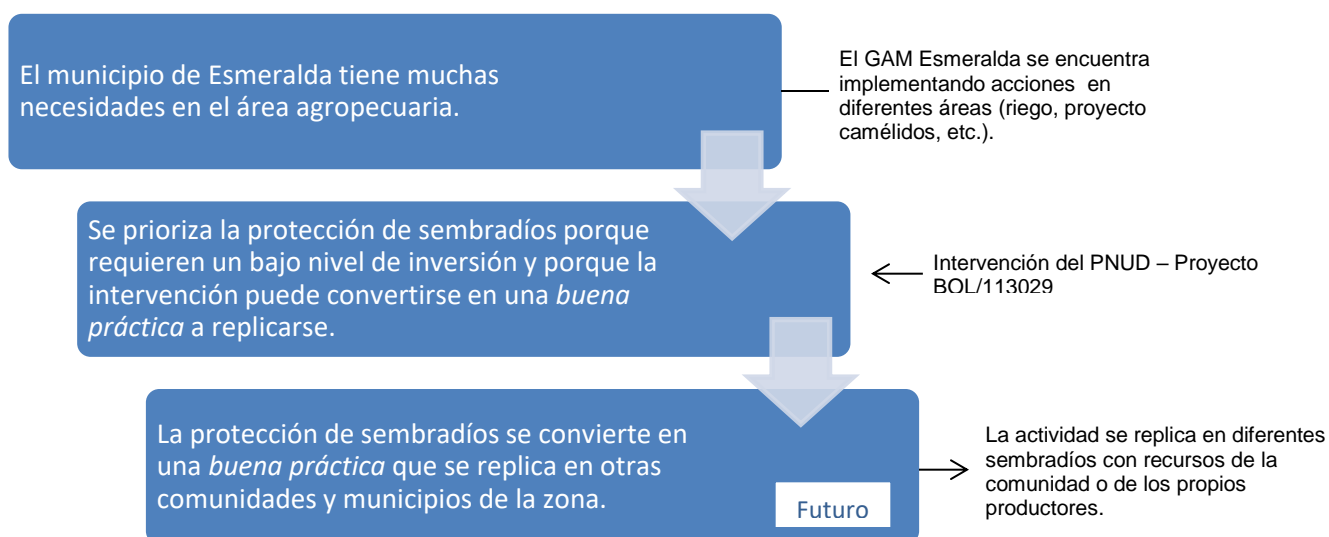 El municipio de Esmeralda tiene muchas
necesidades en el área agropecuaria.
El GAM Esmeralda se encuentra
implementando acciones en
diferentes áreas (riego, proyecto
camélidos, etc.).
Se prioriza la protección de sembradíos porque
requieren un bajo nivel de inversión y porque la
intervención puede convertirse en una buena
práctica a replicarse.
Intervención del PNUD – Proyecto
BOL/113029
La protección de sembradíos se convierte en
una buena práctica que se replica en otras
comunidades y municipios de la zona.
Futuro
La actividad se replica en diferentes
sembradíos con recursos de la
comunidad o de los propios
productores.